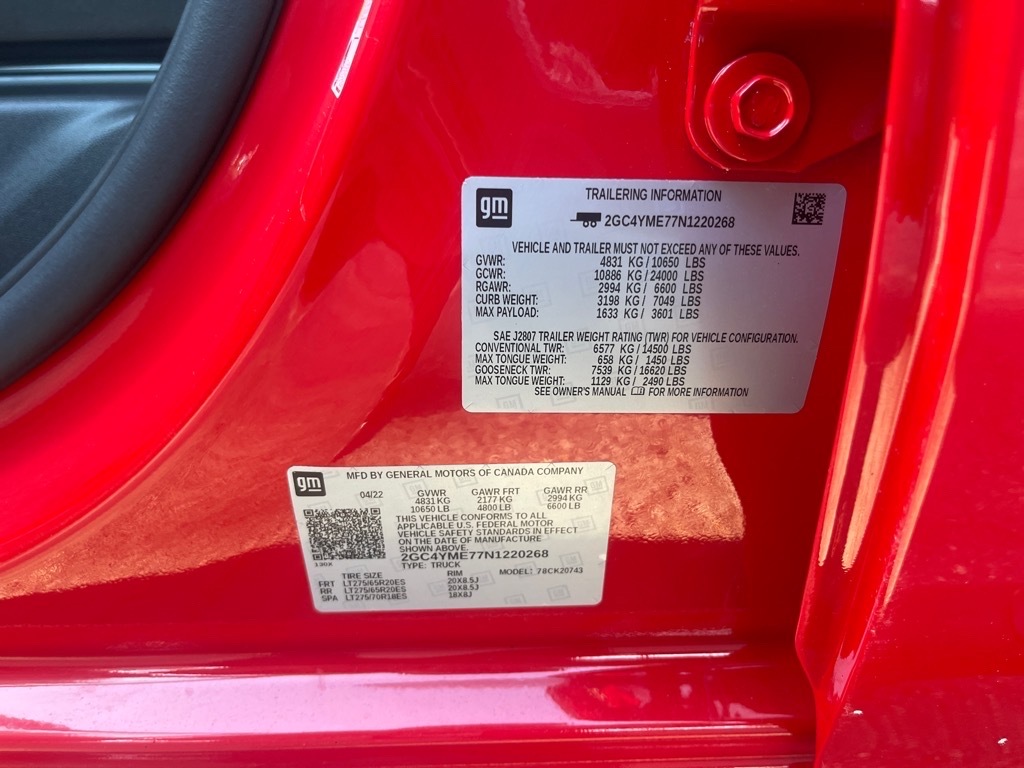 gm
TRAILERING INFORMATION
2GC4YME77N1220268
VEHICLE AND TRAILER MUST NOT EXCEED ANY OF THESE VALUES.
GVWR: 4831 KG / 10650 LBS
GCWR: 10886 KG / 24000 LBS
RGAWR: 2994 KG / 6600 LBS
CURB WEIGHT: 3198 KG / 7049 LBS
MAX PAYLOAD: 1633 KG / 3601 LBS
SAE J2807 TRAILER WEIGHT RATING (TWR) FOR VEHICLE CONFIGURATION.
CONVENTIONAL TWR: 6577 KG / 14500 LBS
MAX TONGUE WEIGHT: 658 KG / 1450 LBS
GOOSENECK TWR: 7539 KG / 16620 LBS
MAX TONGUE WEIGHT: 1129 KG / 2490 LBS
SEE OWNER'S MANUAL FOR MORE INFORMATION
gm
MFD BY GENERAL MOTORS OF CANADA COMPANY
04/22 GVWR GAWR FRT GAWR RR
4831 KG 2177 KG 2994 KG
10650 LB 4800 LB 6600 LB
THIS VEHICLE CONFORMS TO ALL
APPLICABLE U.S. FEDERAL MOTOR
VEHICLE SAFETY STANDARDS IN EFFECT
ON THE DATE OF MANUFACTURE
SHOWN ABOVE.
2GC4YME77N1220268
TYPE: TRUCK MODEL: 78CK20743
TIRE SIZE RIM
FRT LT275/65R20ES 20X8.5J
RR LT275/65R20ES 20X8.5J
SPA LT275/70R18ES 18X8J